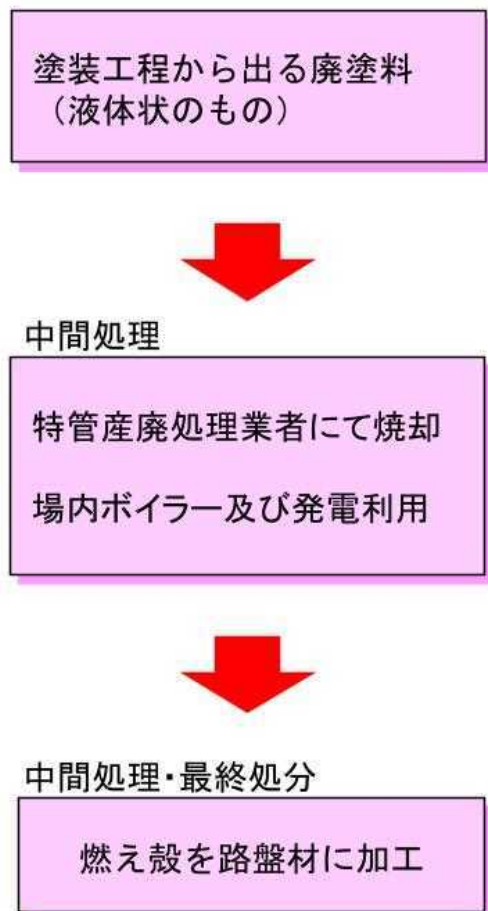 塗装工程から出る廃塗料
（液体状のもの）
中間処理
特管産廃処理業者にて焼却
場内ボイラー及び発電利用
中間処理・最終処分
燃え殻を路盤材に加工